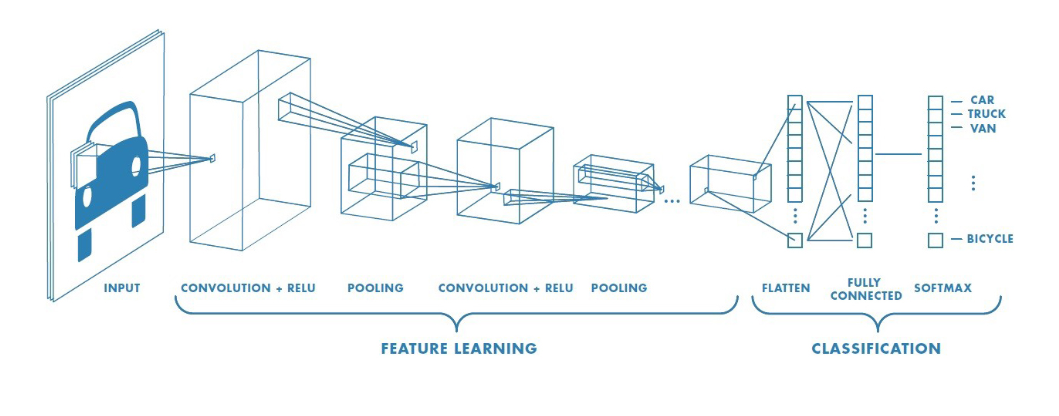 CAR
TRUCK
VAN
BICYCLE
INPUT
CONVOLUTION + RELU
POOLING
CONVOLUTION + RELU
POOLING
FLATTEN
FULLY
CONNECTED
SOFTMAX
FEATURE LEARNING
CLASSIFICATION